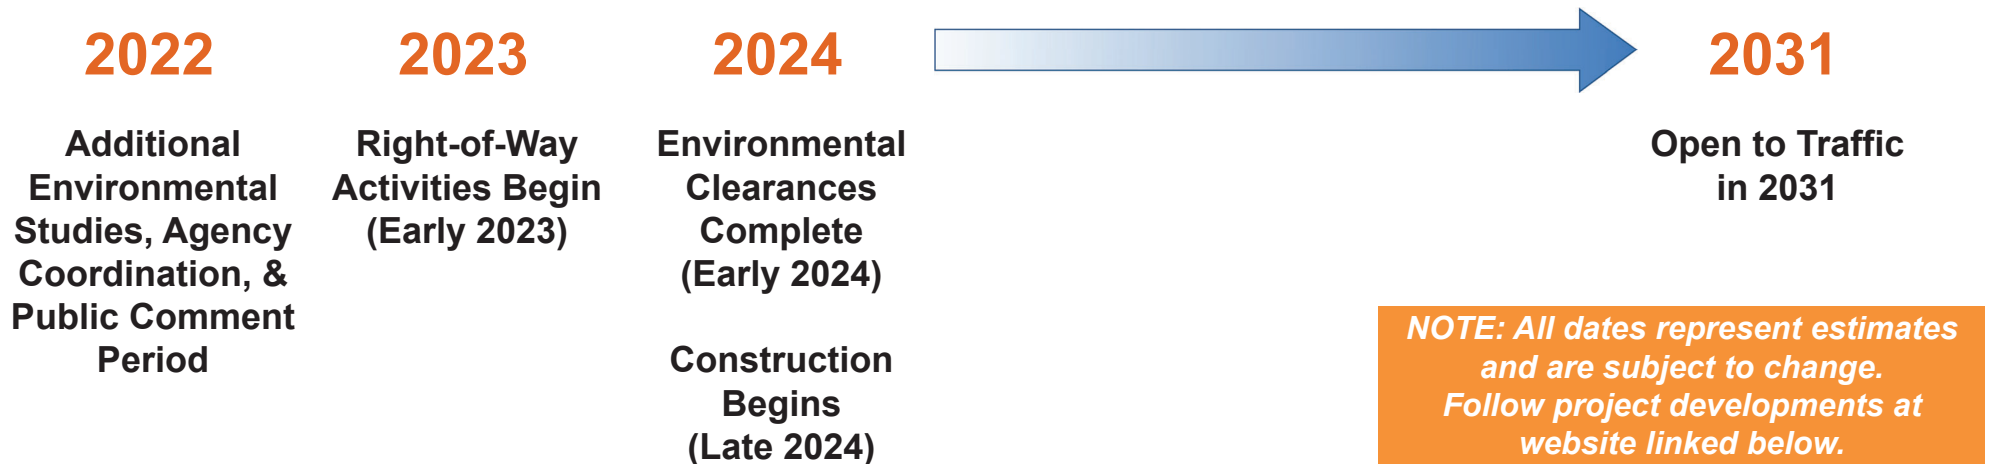 2022
Additional
Environmental
Studies, Agency
Coordination, &
Public Comment
Period
2023
Right-of-Way
Activities Begin
(Early 2023)
2024
Environmental
Clearances
Complete
(Early 2024)
Construction
Begins
(Late 2024)
2031
Open to Traffic
in 2031
NOTE: All dates represent estimates
and are subject to change.
Follow project developments at
website linked below.